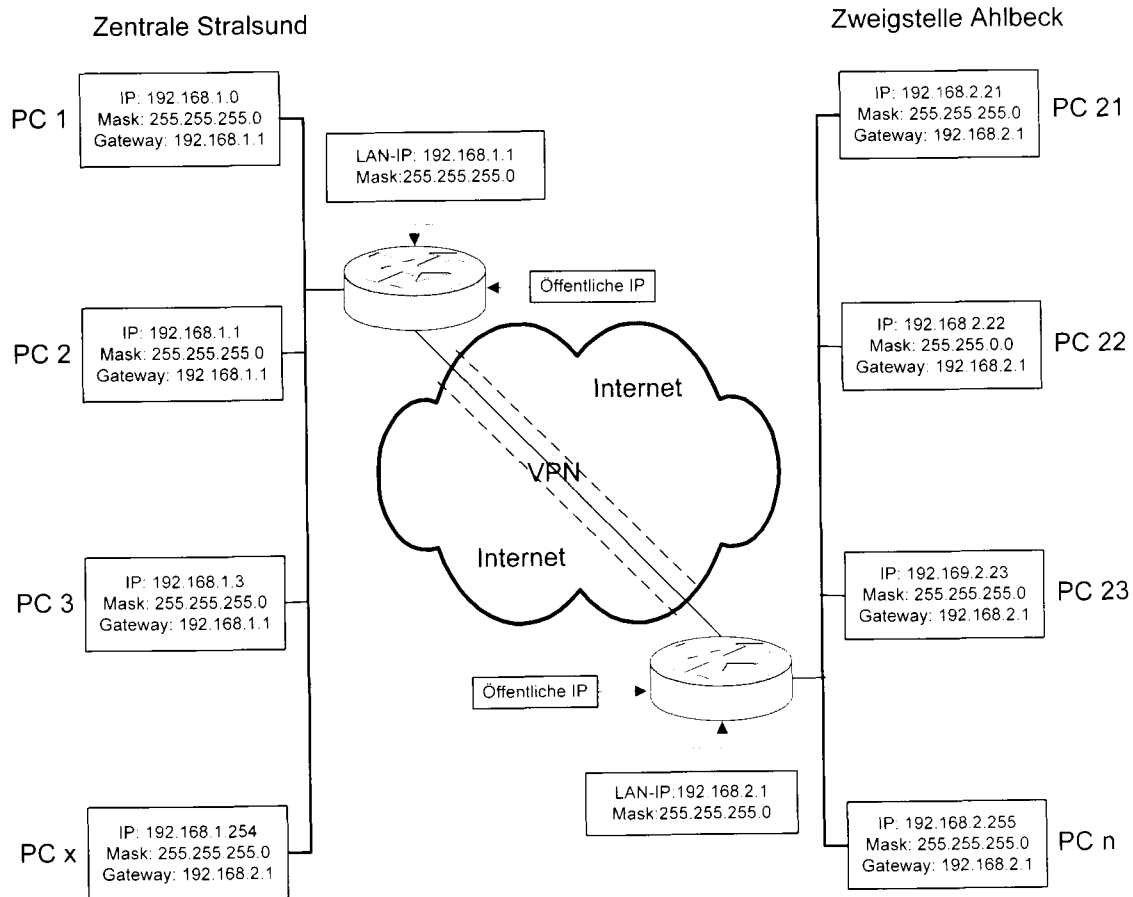 Zentrale Stralsund
Zweigstelle Ahlbeck
PC 1
IP: 192.168.1.0
Mask: 255.255.255.0
Gateway: 192.168.1.1
LAN-IP: 192.168.1.1
Mask:255.255.255.0
IP: 192.168.2.21
Mask: 255.255.255.0
Gateway: 192.168.2.1
PC 21
Öffentliche IP
PC 2
IP: 192.168.1.1
Mask: 255.255.255.0
Gateway: 192.168.1.1
IP: 192.168.2.22
Mask: 255.255.0.0
Gateway: 192.168.2.1
PC 22
Internet
VPN
Internet
PC 3
IP: 192.168.1.3
Mask: 255.255.255.0
Gateway: 192.168.1.1
IP: 192.169.2.23
Mask: 255.255.255.0
Gateway: 192.168.2.1
PC 23
Öffentliche IP
LAN-IP:192.168.2.1
Mask:255.255.255.0
PC x
IP: 192.168.1.254
Mask: 255.255.255.0
Gateway: 192.168.2.1
IP: 192.168.2.255
Mask: 255.255.255.0
Gateway: 192.168.2.1
PC n